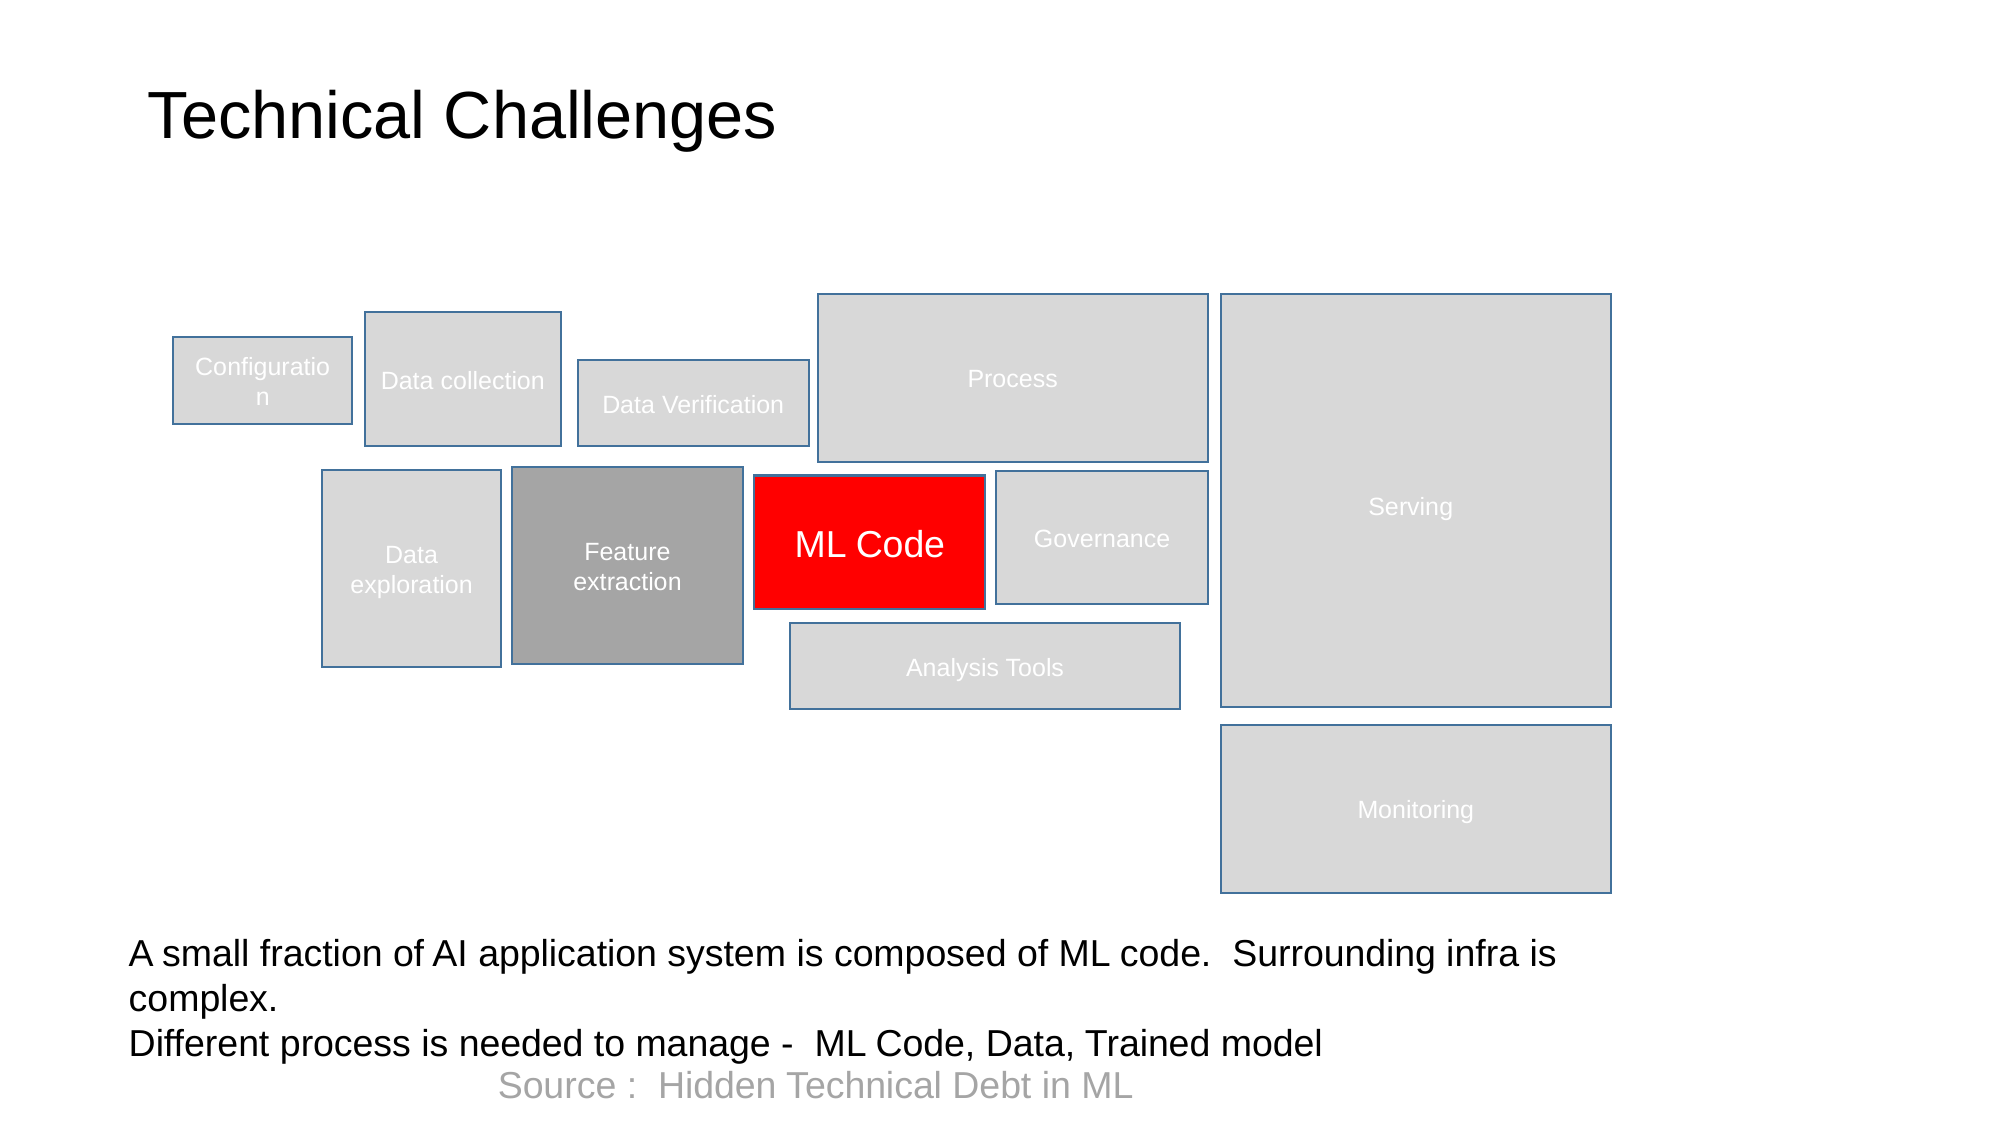 Technical Challenges
Configuratio
n
Data collection
Data Verification
Process
Serving
Data
exploration
Feature
extraction
ML Code
Governance
Analysis Tools
Monitoring
A small fraction of AI application system is composed of ML code.  Surrounding infra is
complex.
Different process is needed to manage -  ML Code, Data, Trained model
Source :  Hidden Technical Debt in ML